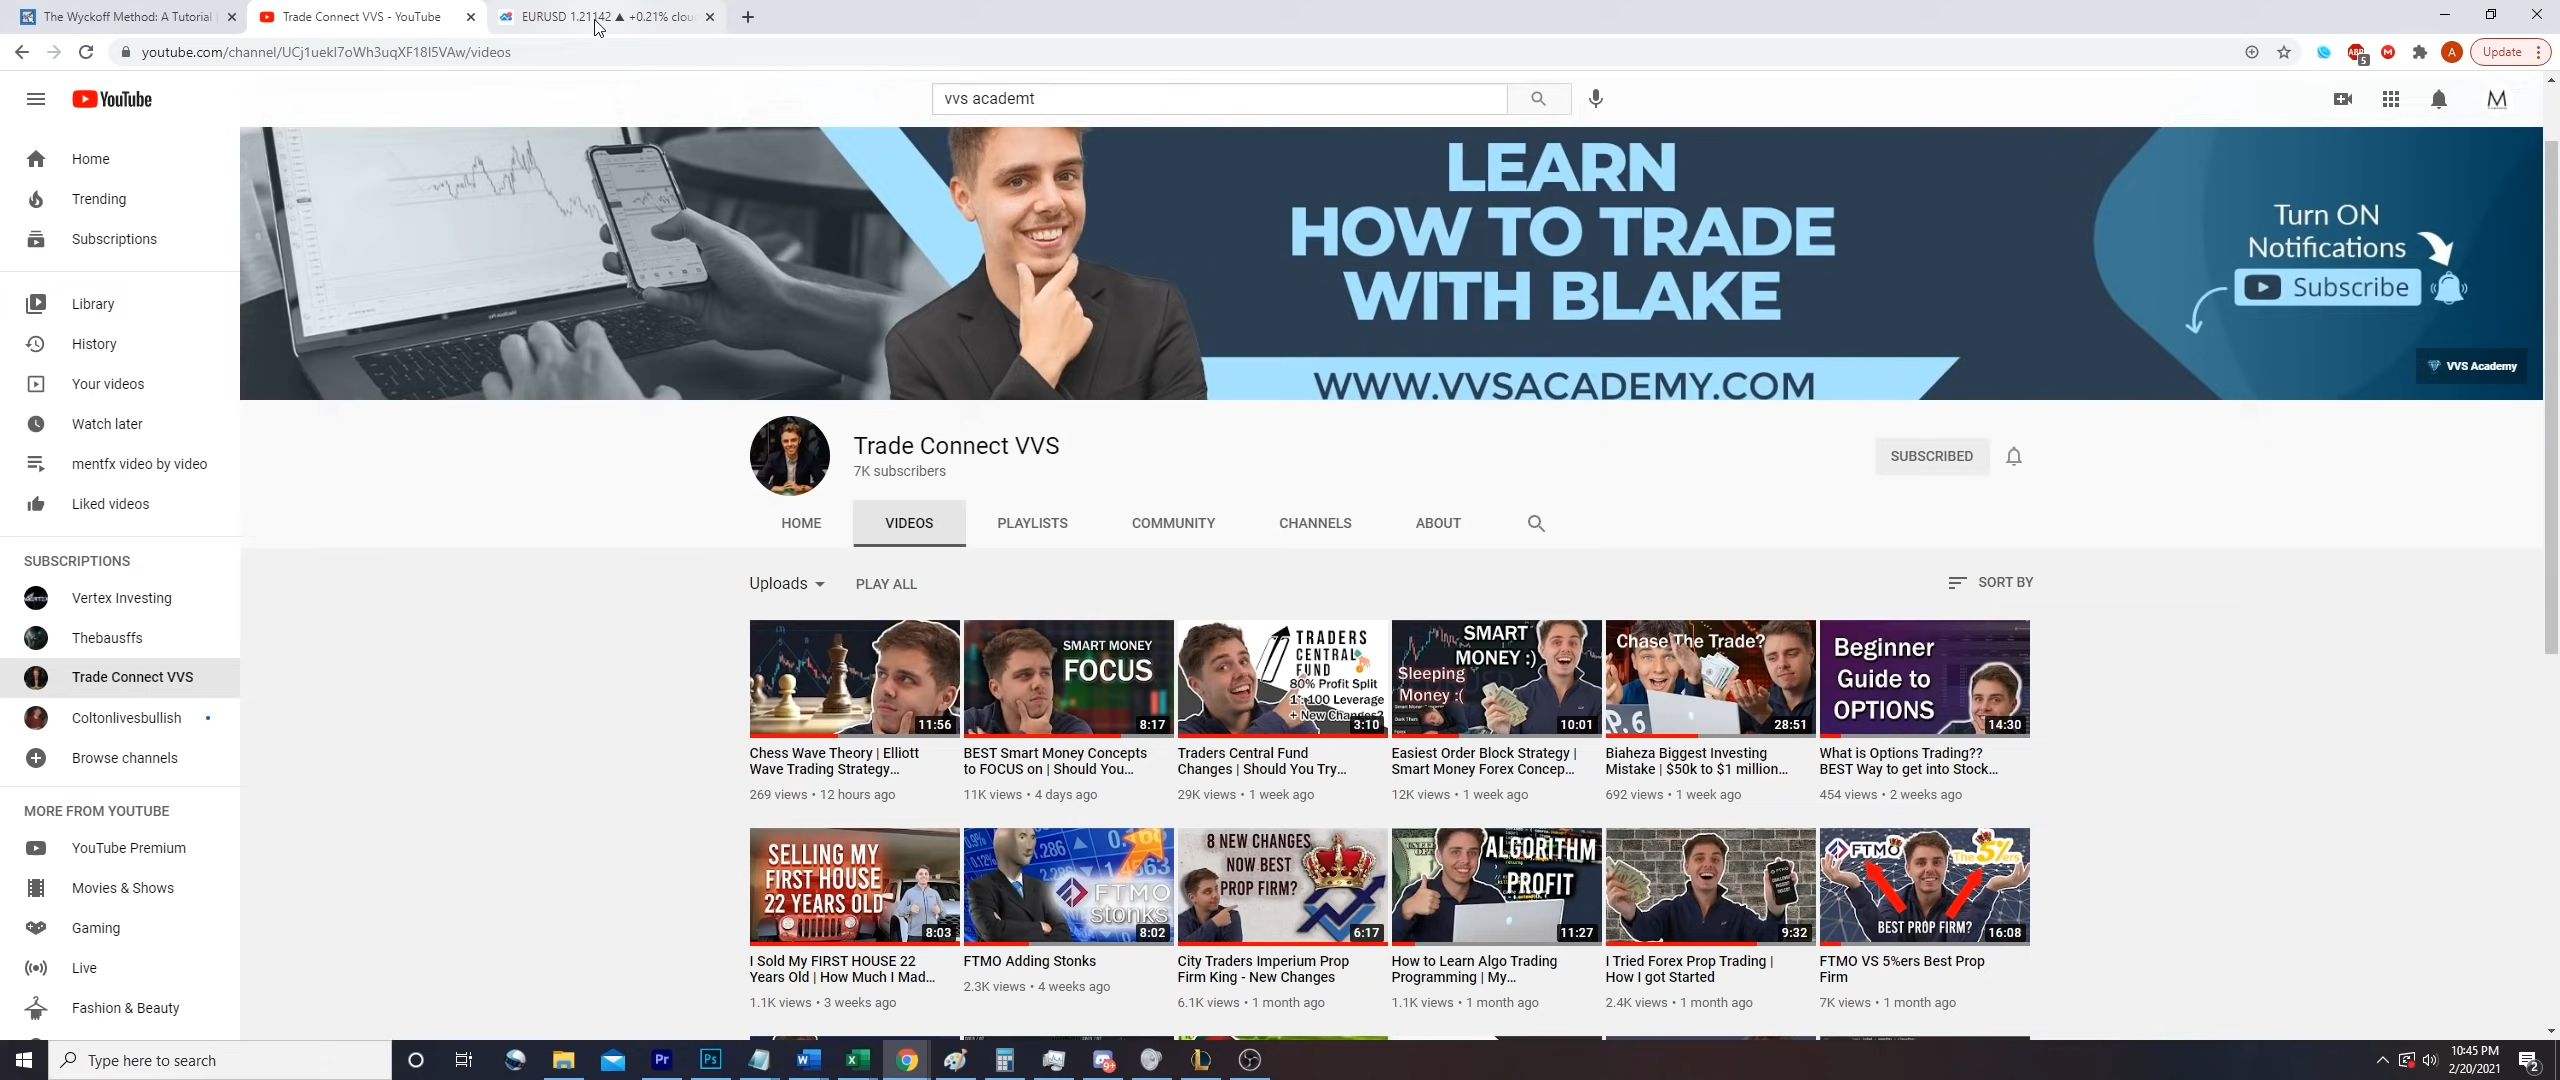 The Wyckoff Method: A Tutorial
Trade Connect VVS - YouTube
EURUSD 1.21142 ▲ +0.21% clou
youtube.com/channel/UCj1uekI7oWh3uqXF18I5VAw/videos
Update
YouTube
vvs academt
Home
Trending
Subscriptions
Library
History
Your videos
Watch later
mentfx video by video
Liked videos
SUBSCRIPTIONS
Vertex Investing
Thebausffs
Trade Connect VVS
Coltonlivesbullish
Browse channels
MORE FROM YOUTUBE
YouTube Premium
Movies & Shows
Gaming
Live
Fashion & Beauty
LEARN
HOW TO TRADE
WITH BLAKE
WWW.VVSACADEMY.COM
Turn ON
Notifications
Subscribe
VVS Academy
Trade Connect VVS
7K subscribers
SUBSCRIBED
HOME VIDEOS PLAYLISTS COMMUNITY CHANNELS ABOUT
Uploads PLAY ALL
SORT BY
11:56
Chess Wave Theory | Elliott
Wave Trading Strategy...
269 views • 12 hours ago
SMART MONEY
FOCUS
8:17
BEST Smart Money Concepts
to FOCUS on | Should You...
11K views • 4 days ago
TRADERS
CENTRAL
FUND
80% Profit Split
1:100 Leverage
+ New Changes?
3:10
Traders Central Fund
Changes | Should You Try...
29K views • 1 week ago
SMART
MONEY :)
Sleeping
Money :(
10:01
Easiest Order Block Strategy |
Smart Money Forex Concep...
12K views • 1 week ago
Chase The Trade?
P.6
28:51
Biaheza Biggest Investing
Mistake | $50k to $1 million...
692 views • 1 week ago
Beginner
Guide to
OPTIONS
14:30
What is Options Trading??
BEST Way to get into Stock...
454 views • 2 weeks ago
SELLING MY
FIRST HOUSE
22 YEARS OLD
8:03
I Sold My FIRST HOUSE 22
Years Old | How Much I Mad...
1.1K views • 3 weeks ago
FTMO
stonks
8:02
FTMO Adding Stonks
2.3K views • 4 weeks ago
8 NEW CHANGES
NOW BEST
PROP FIRM?
6:17
City Traders Imperium Prop
Firm King - New Changes
6.1K views • 1 month ago
ALGORITHM
PROFIT
11:27
How to Learn Algo Trading
Programming | My...
1.1K views • 1 month ago
9:32
I Tried Forex Prop Trading |
How I got Started
2.4K views • 1 month ago
FTMO
The 5%ers
BEST PROP FIRM?
16:08
FTMO VS 5%ers Best Prop
Firm
7K views • 1 month ago
Type here to search
10:45 PM
2/20/2021